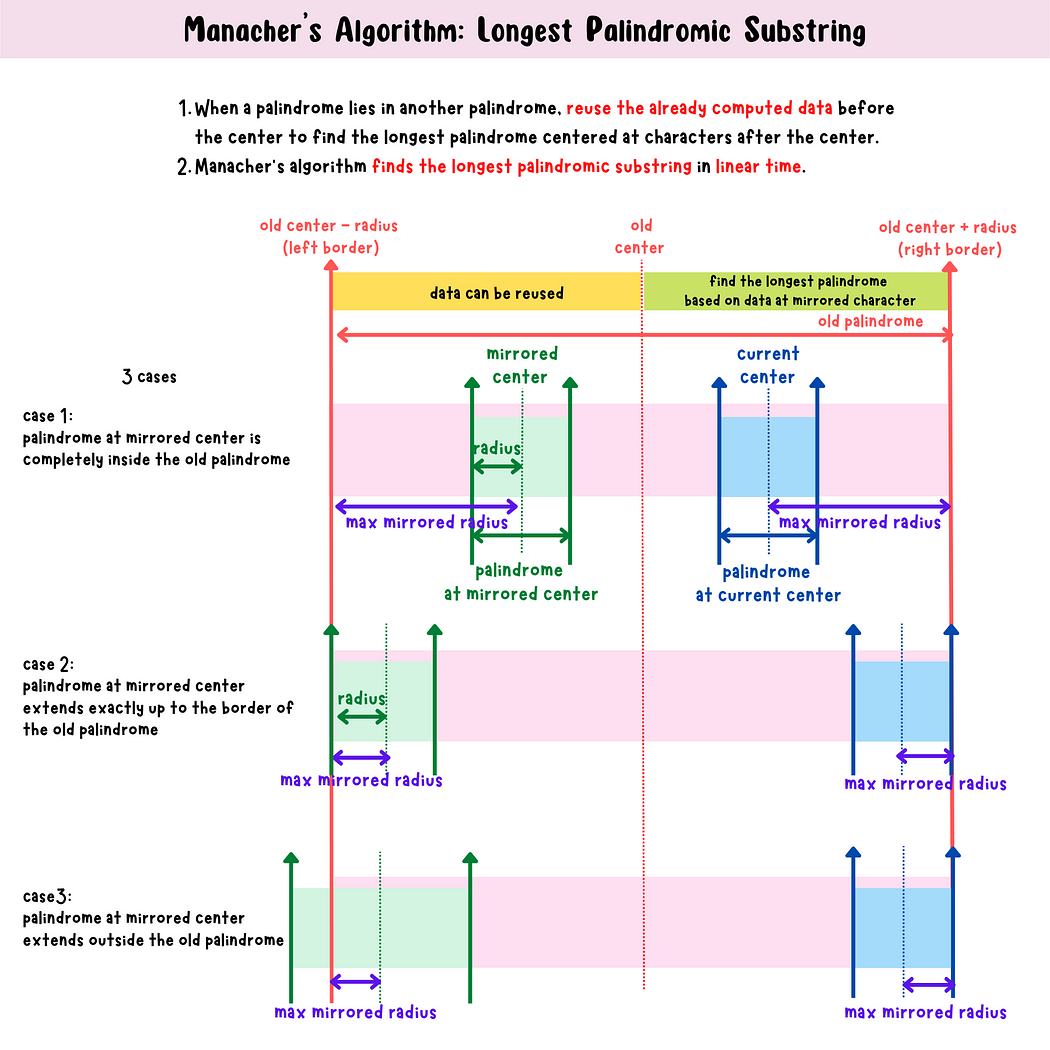 Manacher's Algorithm: Longest Palindromic Substring
1. When a palindrome lies in another palindrome, reuse the already computed data before
the center to find the longest palindrome centered at characters after the center.
2. Manacher's algorithm finds the longest palindromic substring in linear time.
old center - radius
(left border)
old
center
old center + radius
(right border)
data can be reused
find the longest palindrome
based on data at mirrored character
old palindrome
3 cases
mirrored
center
current
center
case 1:
palindrome at mirrored center is
completely inside the old palindrome
radius
max mirrored radius
max mirrored radius
palindrome
at mirrored center
palindrome
at current center
case 2:
palindrome at mirrored center
extends exactly up to the border of
the old palindrome
radius
max mirrored radius
max mirrored radius
case3:
palindrome at mirrored center
extends outside the old palindrome
max mirrored radius
max mirrored radius